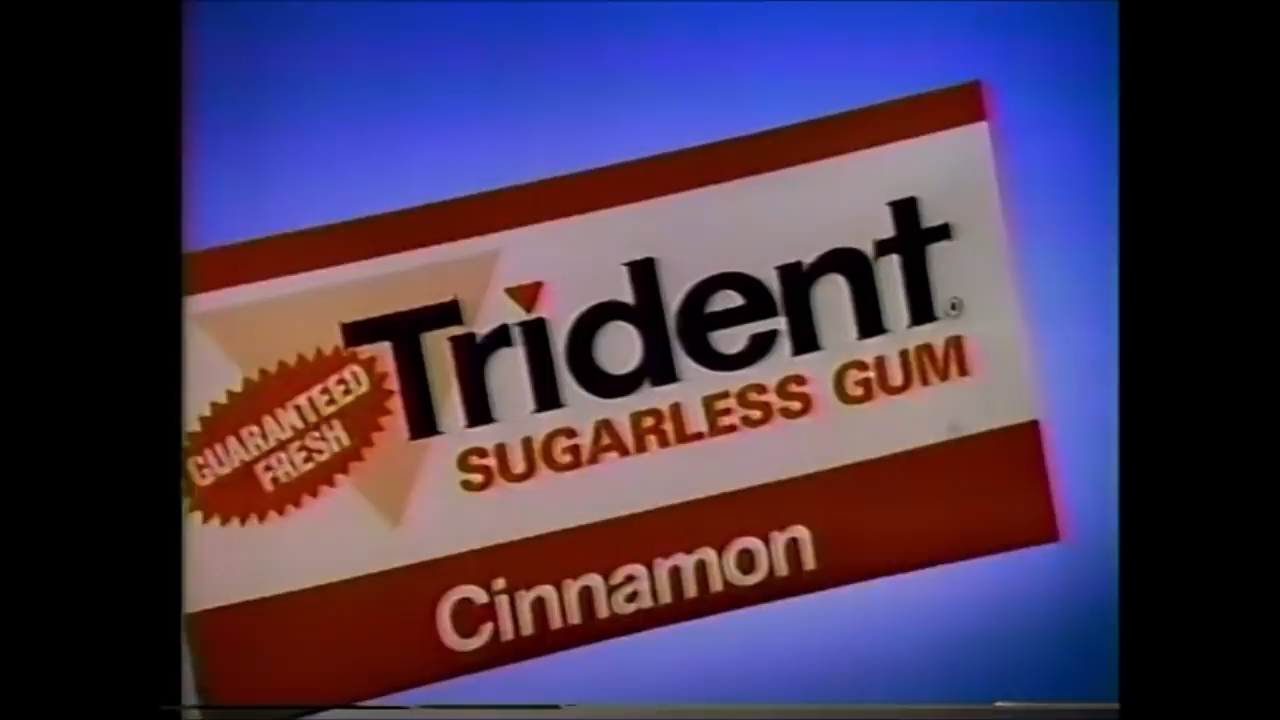 Trident®
SUGARLESS GUM
GUARANTEED
FRESH
Cinnamon